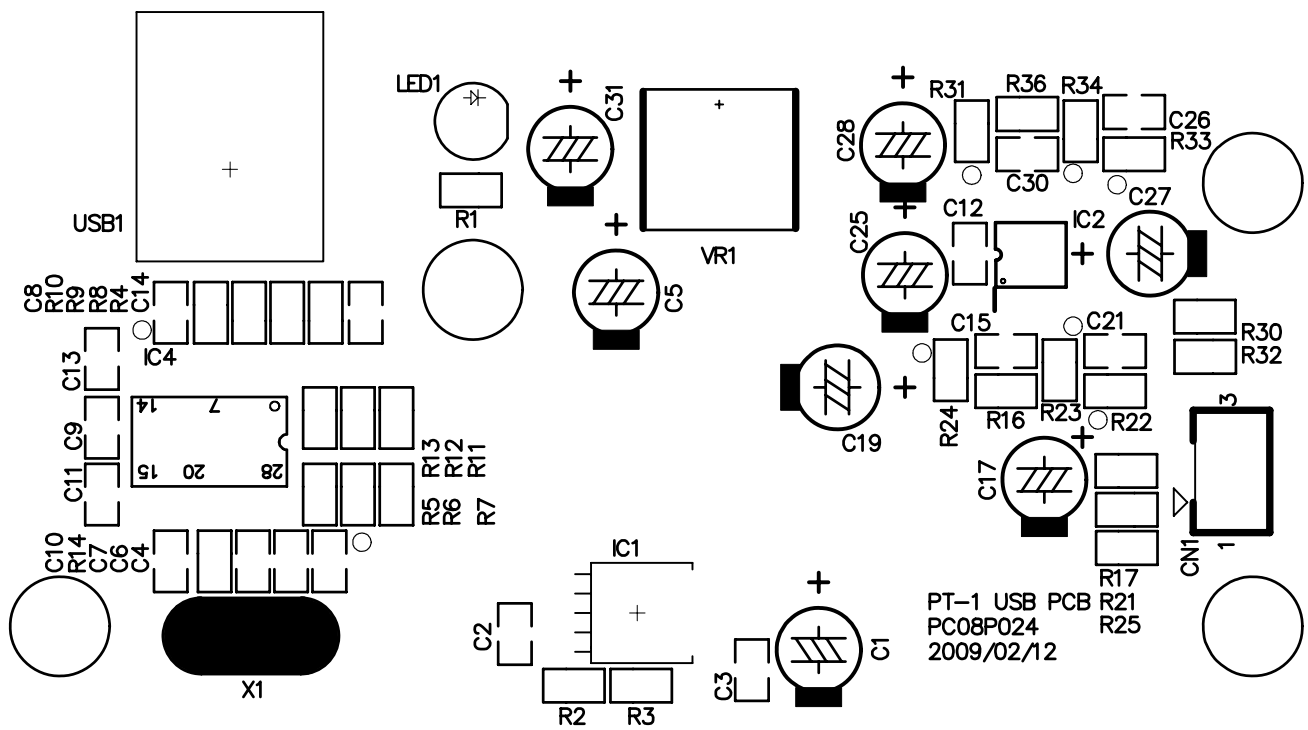 LED1
C31
C28
R31
R36
R34
C26
R33
C30
R1
USB1
C12
IC2
C27
C25
VR1
C5
C8
R10
R9
R8
R4
C14
IC4
C15
C21
R30
R32
C13
C9
C11
14 7
15 20 28
R13
R12
R11
R5
R6
R7
C19
R24
R16
R23
R22
3
C17
CN1
1
C10
R14
C7
C6
C4
IC1
R17
PT-1 USB PCB R21
PC08P024 R25
2009/02/12
C2
C3
C1
X1
R2
R3